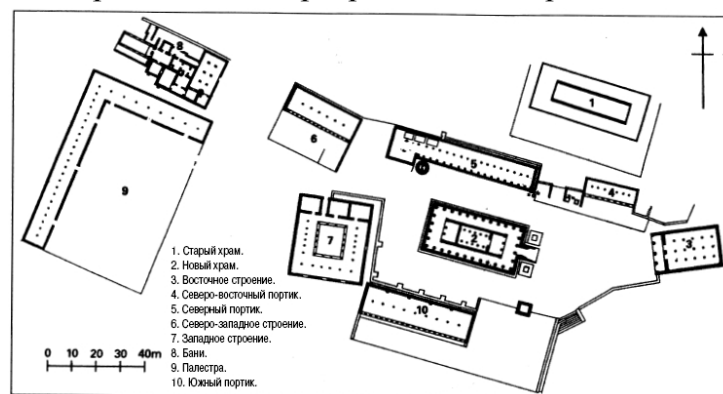 8
1
6
5
4
9
7
2
3
10
1. Старый храм.
2. Новый храм.
3. Восточное строение.
4. Северо-восточный портик.
5. Северный портик.
6. Северо-западное строение.
7. Западное строение.
8. Бани.
9. Палестра.
10. Южный портик.
0 10 20 30 40m